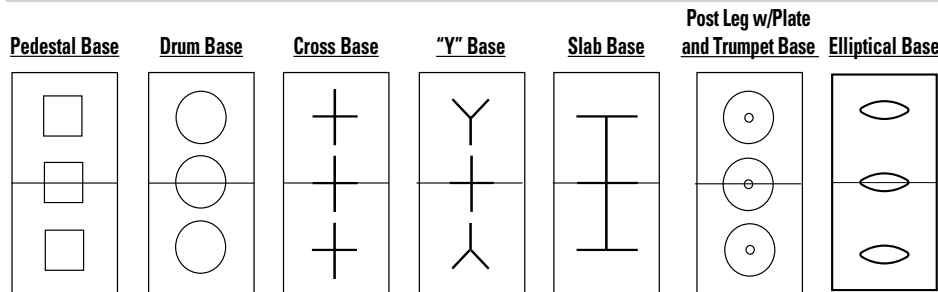 Pedestal Base
Drum Base
Cross Base
“Y” Base
Slab Base
Post Leg w/Plate
and Trumpet Base
Elliptical Base